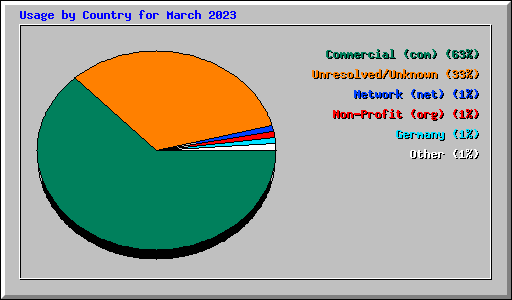 Usage by Country for March 2023
Commercial (com) (63%)
Unresolved/Unknown (33%)
Network (net) (1%)
Non-Profit (org) (1%)
Germany (1%)
Other (1%)